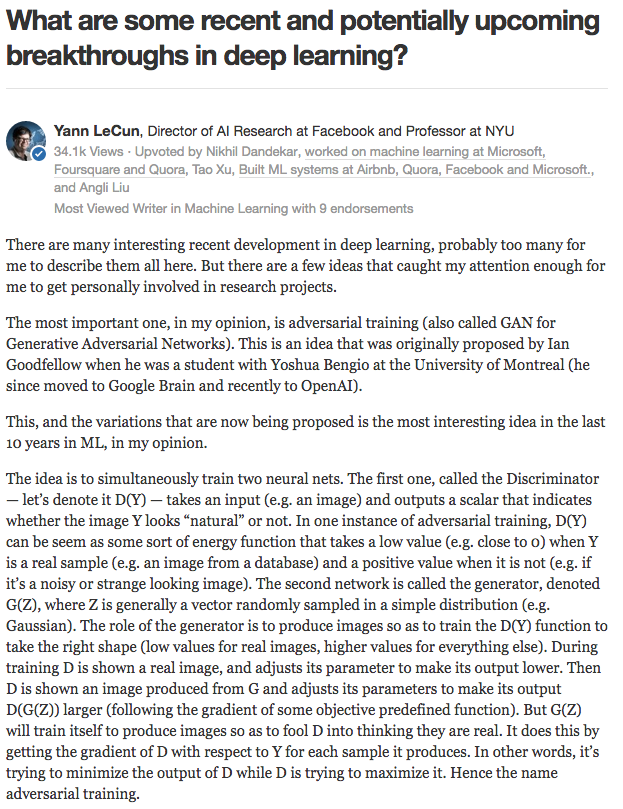 What are some recent and potentially upcoming
breakthroughs in deep learning?
Yann LeCun, Director of AI Research at Facebook and Professor at NYU
34.1k Views · Upvoted by Nikhil Dandekar, worked on machine learning at Microsoft,
Foursquare and Quora, Tao Xu, Built ML systems at Airbnb, Quora, Facebook and Microsoft.,
and Angli Liu
Most Viewed Writer in Machine Learning with 9 endorsements
There are many interesting recent development in deep learning, probably too many for
me to describe them all here. But there are a few ideas that caught my attention enough for
me to get personally involved in research projects.
The most important one, in my opinion, is adversarial training (also called GAN for
Generative Adversarial Networks). This is an idea that was originally proposed by Ian
Goodfellow when he was a student with Yoshua Bengio at the University of Montreal (he
since moved to Google Brain and recently to OpenAI).
This, and the variations that are now being proposed is the most interesting idea in the last
10 years in ML, in my opinion.
The idea is to simultaneously train two neural nets. The first one, called the Discriminator
— let’s denote it D(Y) — takes an input (e.g. an image) and outputs a scalar that indicates
whether the image Y looks “natural” or not. In one instance of adversarial training, D(Y)
can be seem as some sort of energy function that takes a low value (e.g. close to 0) when Y
is a real sample (e.g. an image from a database) and a positive value when it is not (e.g. if
it’s a noisy or strange looking image). The second network is called the generator, denoted
G(Z), where Z is generally a vector randomly sampled in a simple distribution (e.g.
Gaussian). The role of the generator is to produce images so as to train the D(Y) function to
take the right shape (low values for real images, higher values for everything else). During
training D is shown a real image, and adjusts its parameter to make its output lower. Then
D is shown an image produced from G and adjusts its parameters to make its output
D(G(Z)) larger (following the gradient of some objective predefined function). But G(Z)
will train itself to produce images so as to fool D into thinking they are real. It does this by
getting the gradient of D with respect to Y for each sample it produces. In other words, it’s
trying to minimize the output of D while D is trying to maximize it. Hence the name
adversarial training.